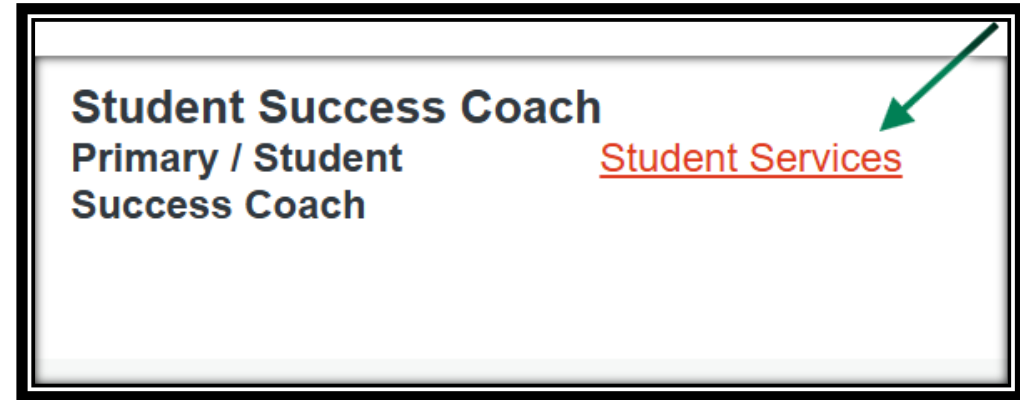 Student Success Coach
Primary / Student Student Services
Success Coach